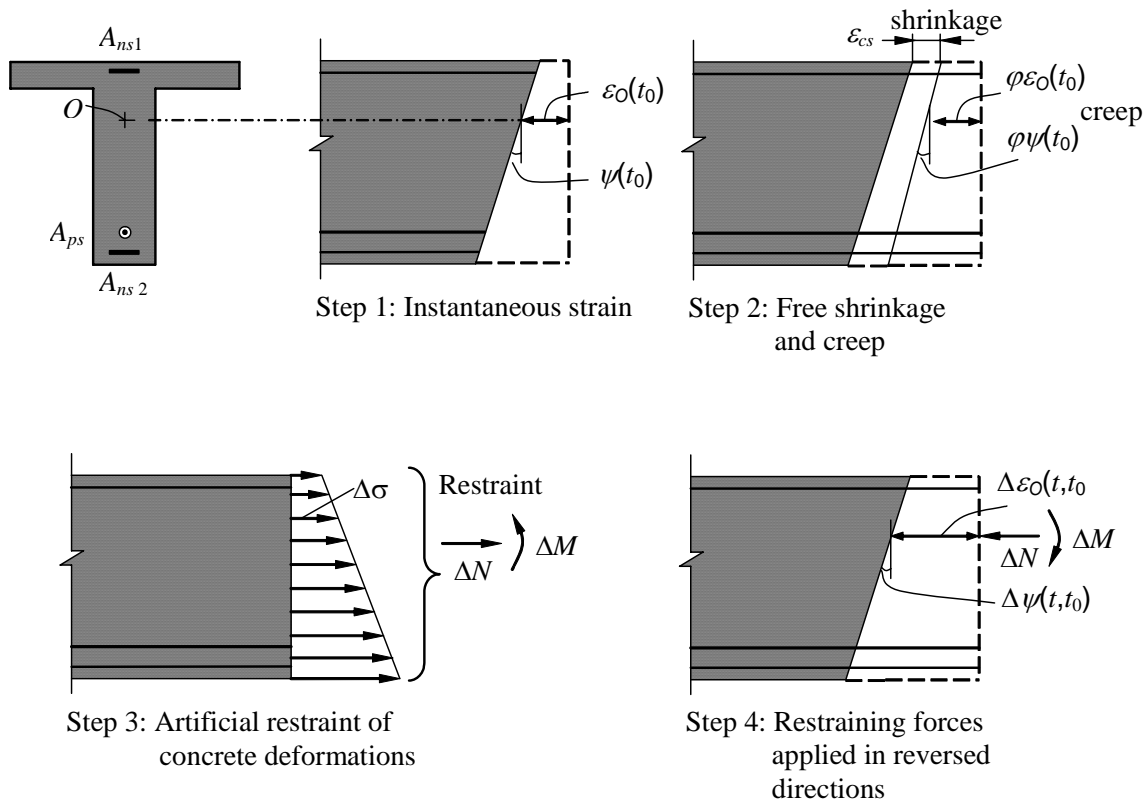 A_ns1
O
A_ps
A_ns 2
ε_O(t_0)
ψ(t_0)
Step 1: Instantaneous strain
shrinkage
ε_cs
φε_O(t_0)
creep
φψ(t_0)
Step 2: Free shrinkage
and creep
Δσ
Restraint
ΔM
ΔN
Step 3: Artificial restraint of
concrete deformations
Δε_O(t,t_0
ΔM
ΔN
Δψ(t,t_0)
Step 4: Restraining forces
applied in reversed
directions